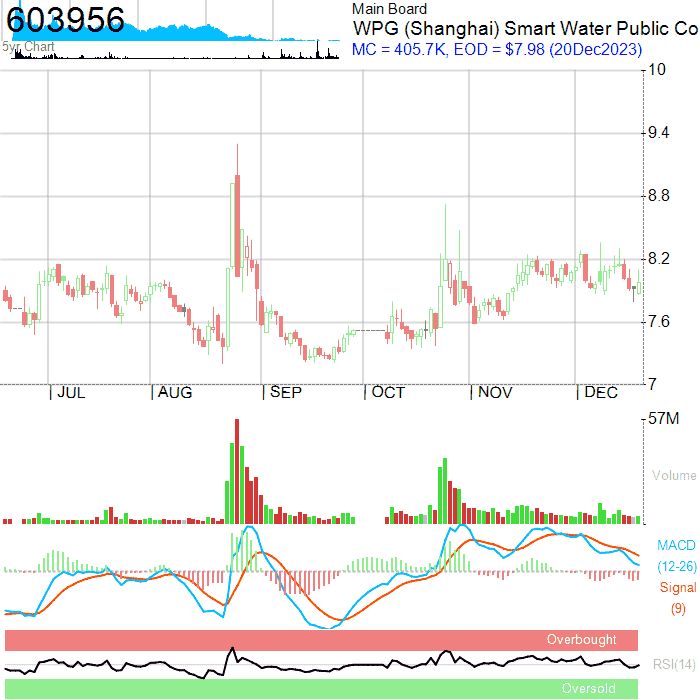 603956
5yr Chart
Main Board
WPG (Shanghai) Smart Water Public Co
MC = 405.7K, EOD = $7.98 (20Dec2023)
10
9.4
8.8
8.2
7.6
7
JUL AUG SEP OCT NOV DEC
57M
Volume
MACD
(12-26)
Signal
(9)
Overbought
RSI(14)
Oversold